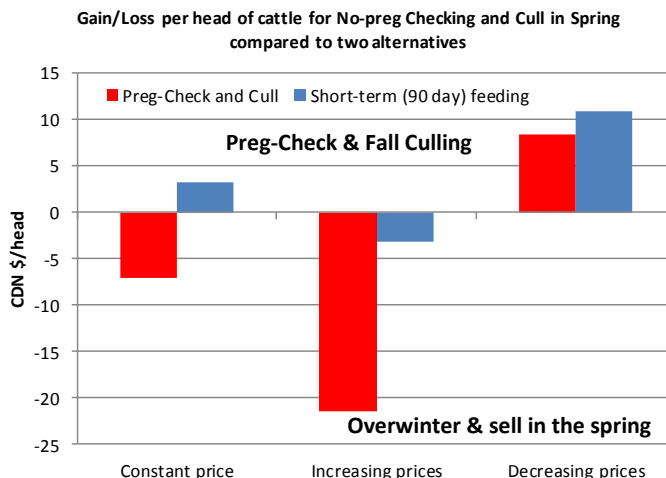 Gain/Loss per head of cattle for No-preg Checking and Cull in Spring
compared to two alternatives
Preg-Check and Cull
Short-term (90 day) feeding
Preg-Check & Fall Culling
15
10
5
0
-5
-10
-15
-20
-25
CDN $/head
Overwinter & sell in the spring
Constant price
Increasing prices
Decreasing prices